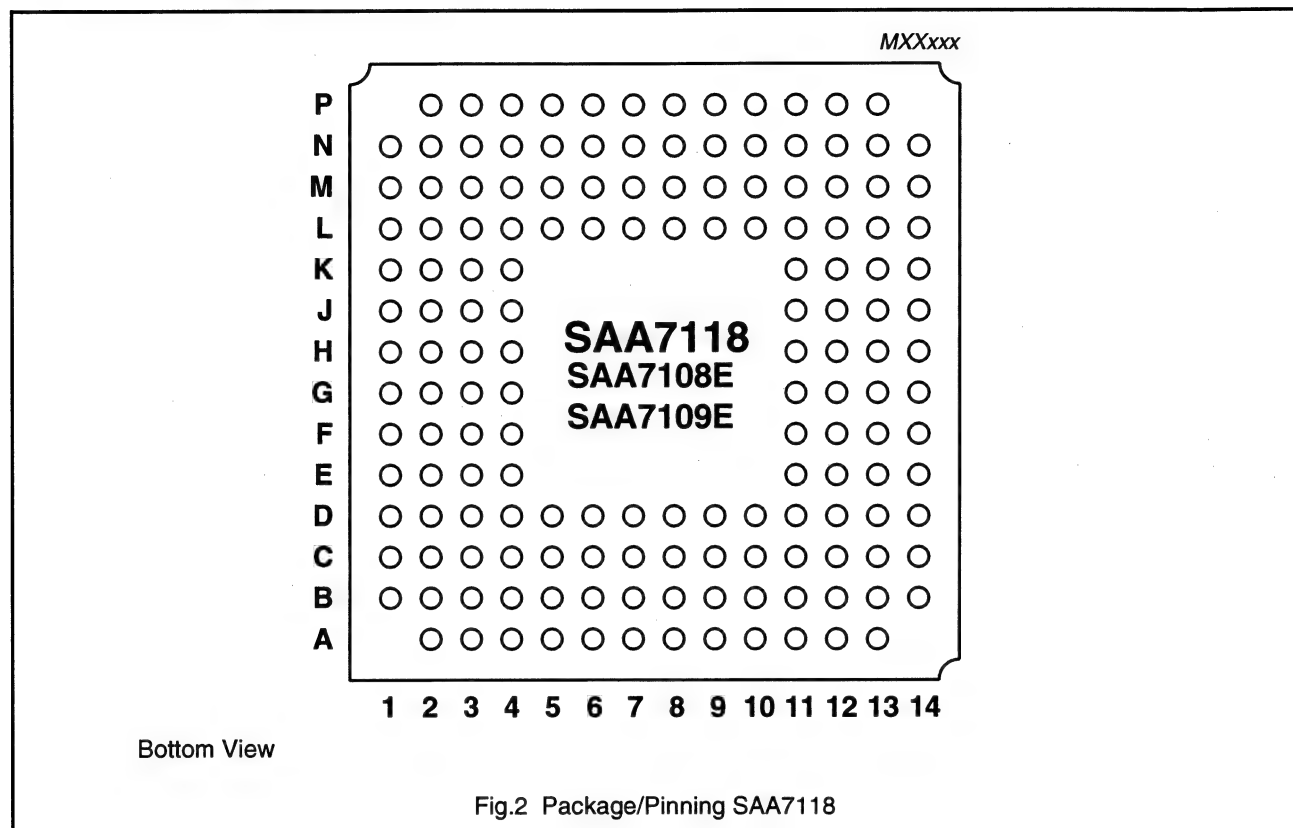 MXXxxx
P
N
M
L
K
J
H
G
F
E
D
C
B
A
SAA7118
SAA7108E
SAA7109E
1 2 3 4 5 6 7 8 9 10 11 12 13 14
Bottom View
Fig.2 Package/Pinning SAA7118